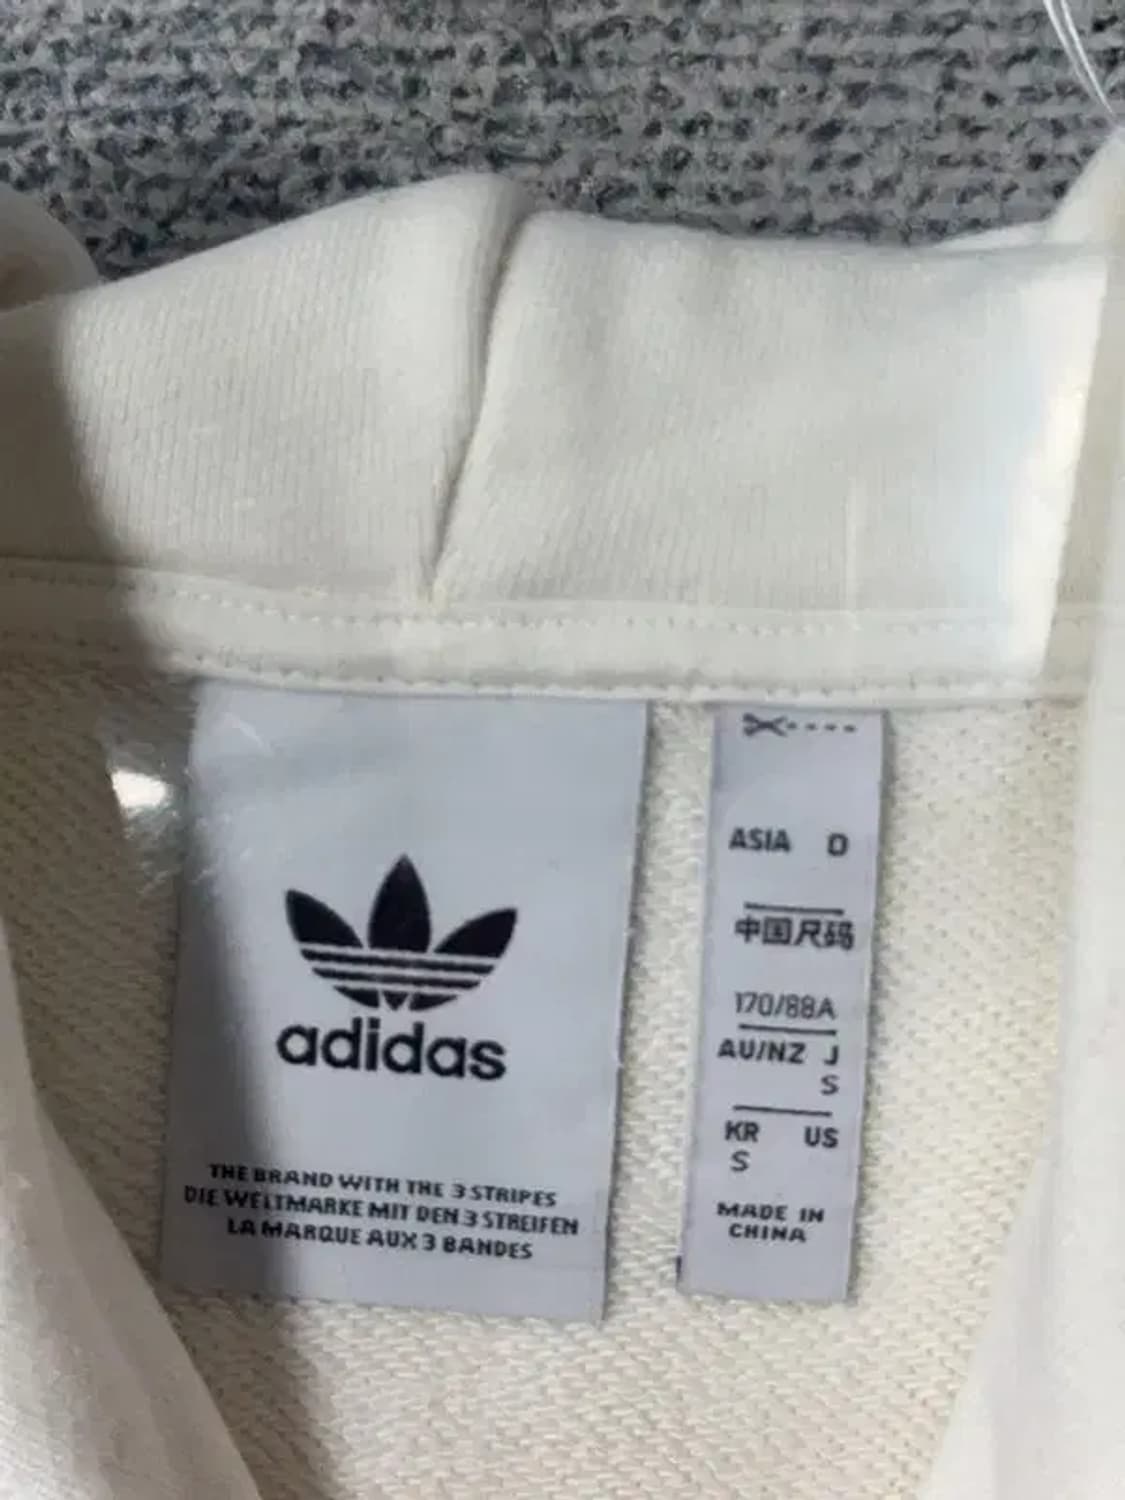 adidas
THE BRAND WITH THE 3 STRIPES
DIE WELTMARKE MIT DEN 3 STREIFEN
LA MARQUE AUX 3 BANDES
ASIA O
中国尺码
170/88A
AU/NZ J
S
KR US
S
MADE IN
CHINA